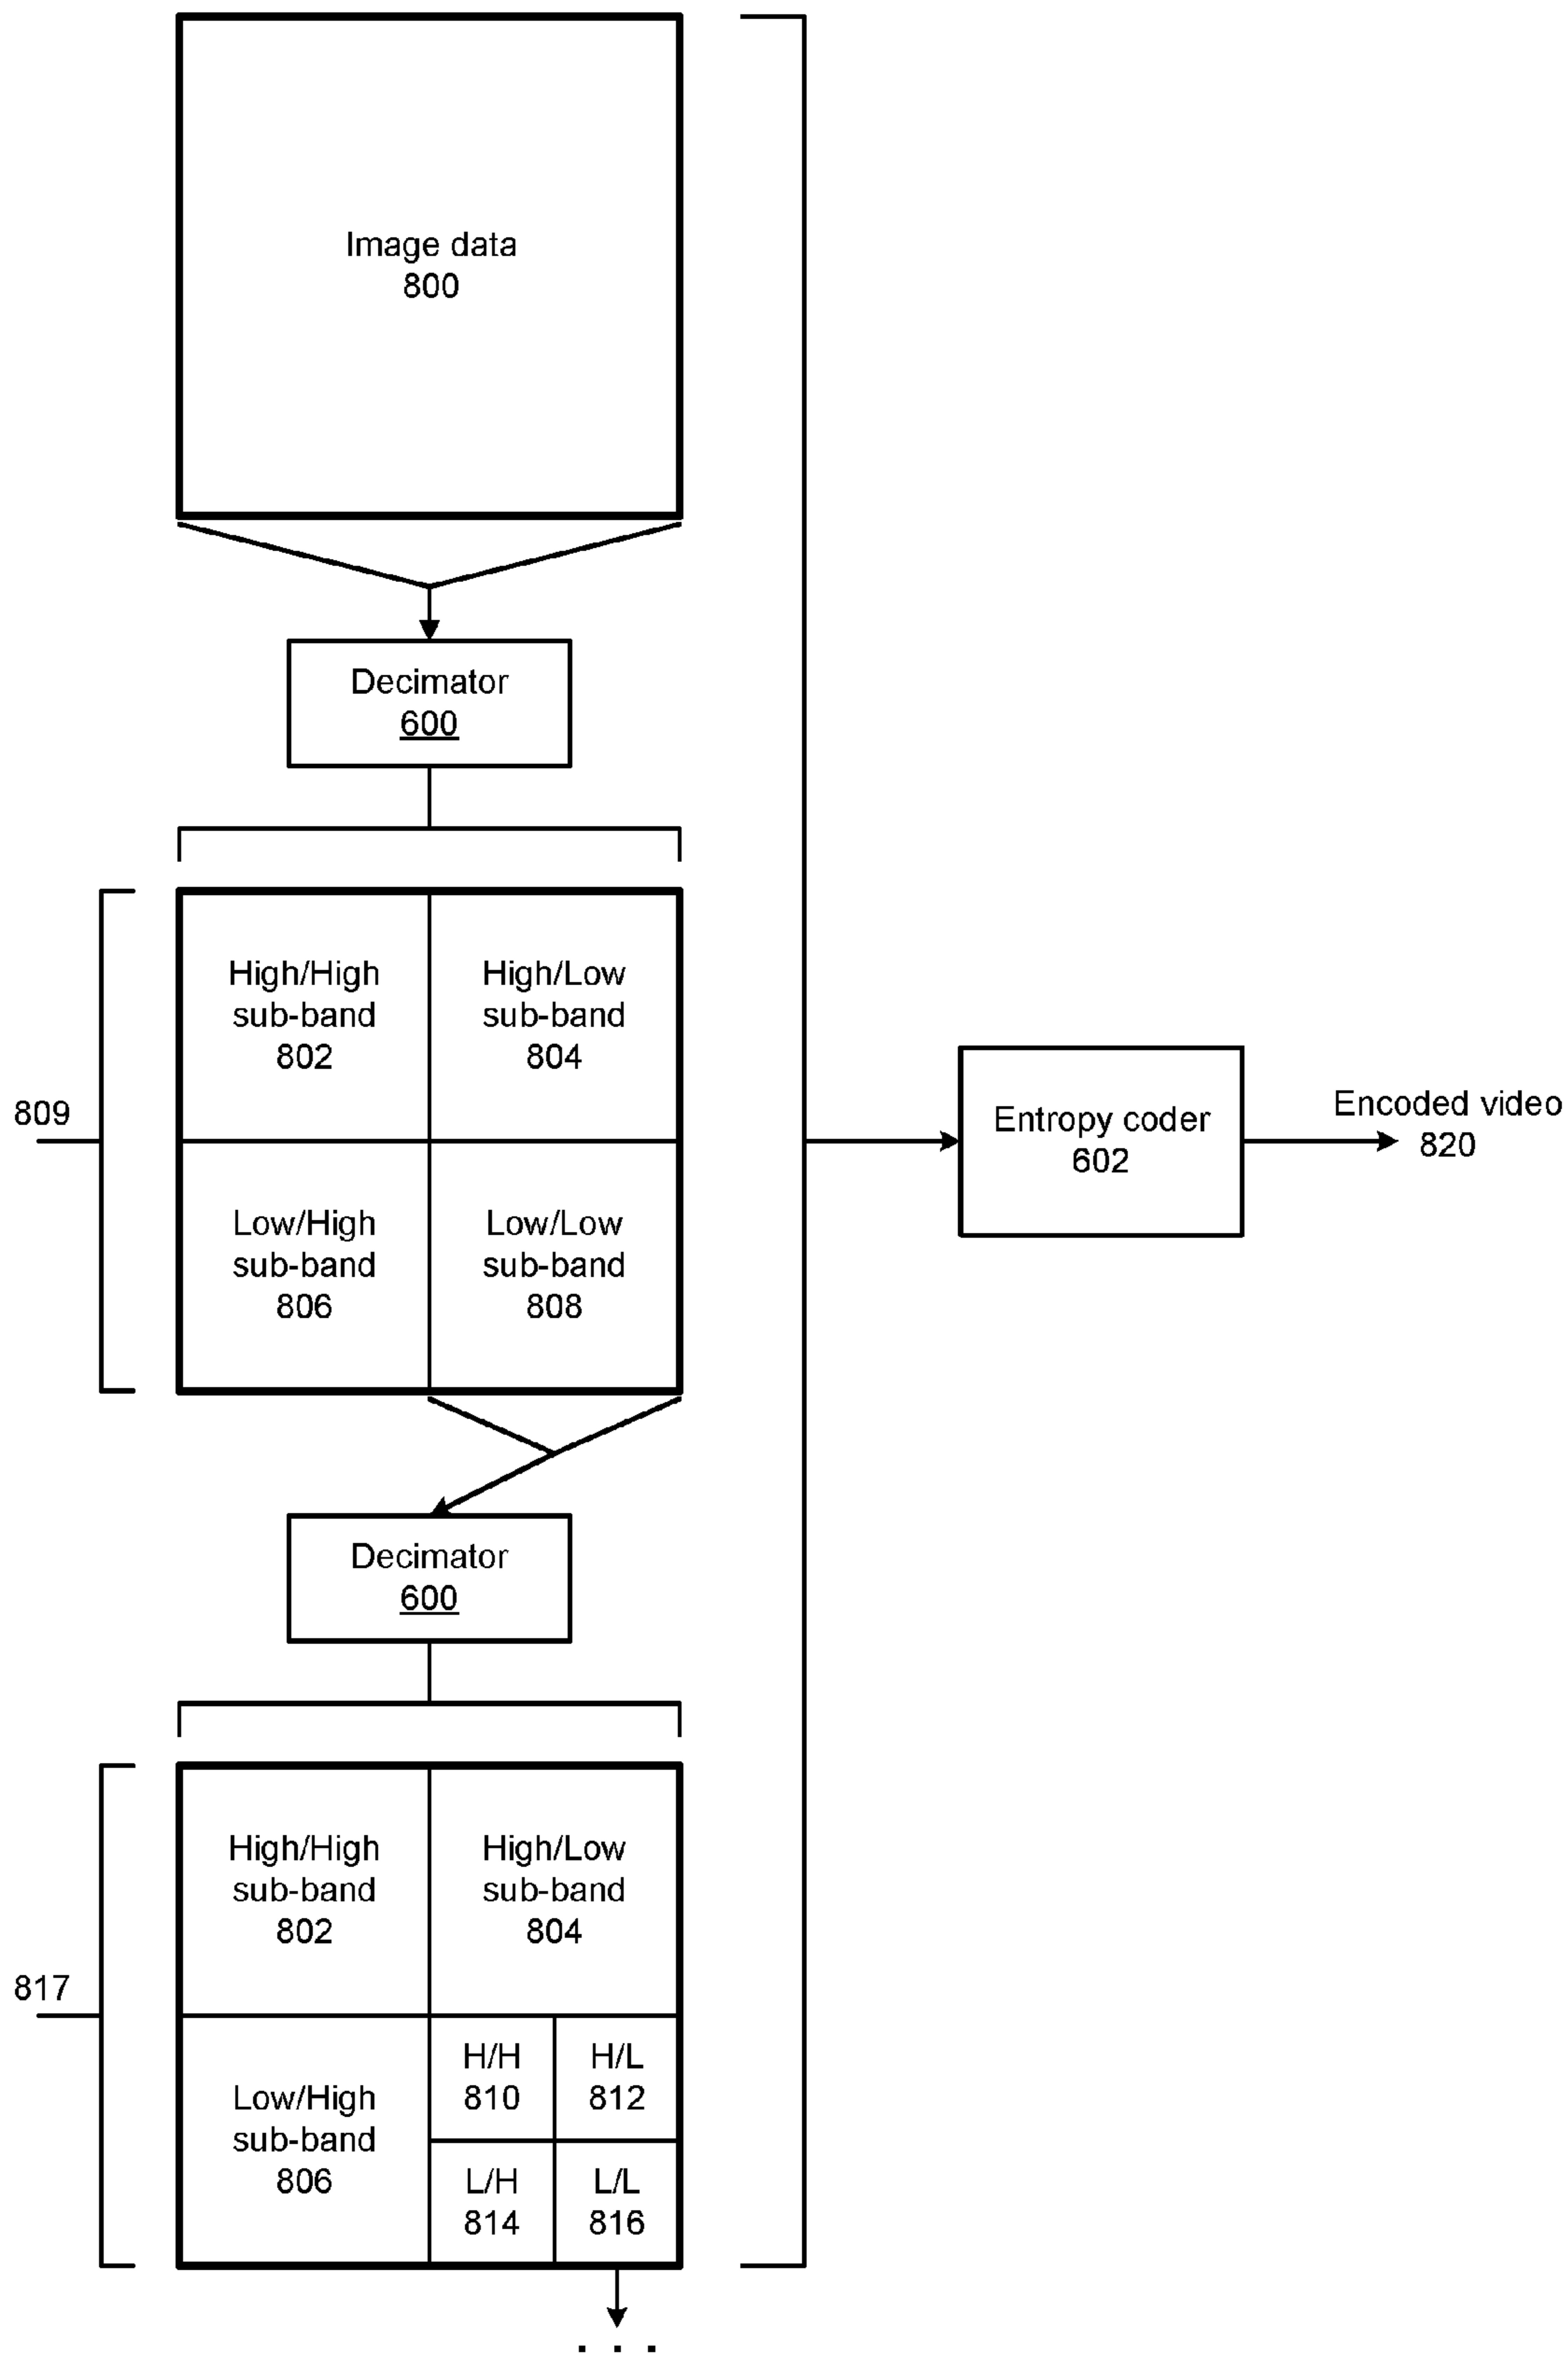 Image data
800
Decimator
600
High/High
sub-band
802
High/Low
sub-band
804
809
Low/High
sub-band
806
Low/Low
sub-band
808
Entropy coder
602
Encoded video
820
Decimator
600
High/High
sub-band
802
High/Low
sub-band
804
817
Low/High
sub-band
806
H/H
810
H/L
812
L/H
814
L/L
816
. . .